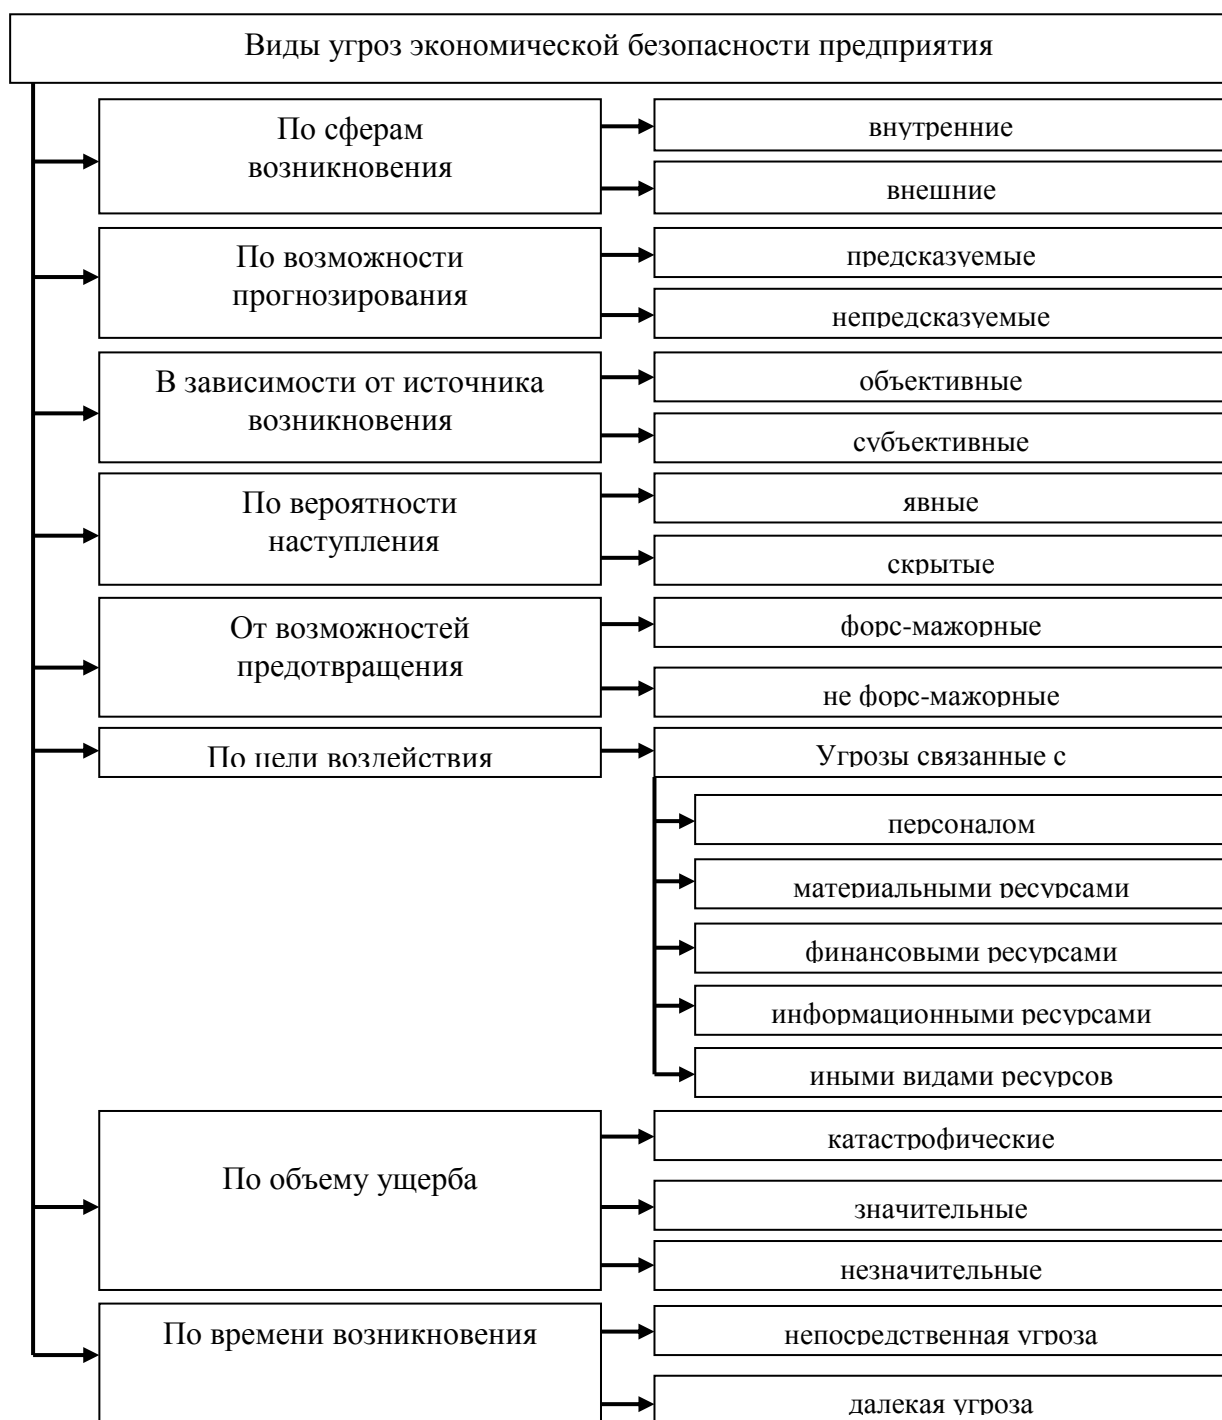 Виды угроз экономической безопасности предприятия
По сферам
возникновения
внутренние
внешние
По возможности
прогнозирования
предсказуемые
непредсказуемые
В зависимости от источника
возникновения
объективные
субъективные
По вероятности
наступления
явные
скрытые
От возможностей
предотвращения
форс-мажорные
не форс-мажорные
По цели воздействия
Угрозы связанные с
персоналом
материальными ресурсами
финансовыми ресурсами
информационными ресурсами
иными видами ресурсов
По объему ущерба
катастрофические
значительные
незначительные
По времени возникновения
непосредственная угроза
далекая угроза